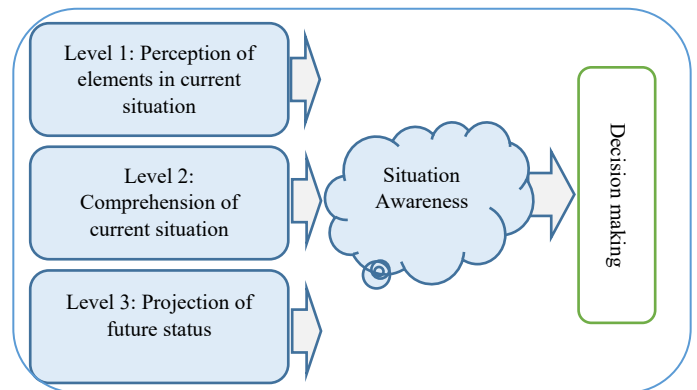 Level 1: Perception of
elements in current
situation
Level 2:
Comprehension of
current situation
Level 3: Projection of
future status
Situation
Awareness
Decision making